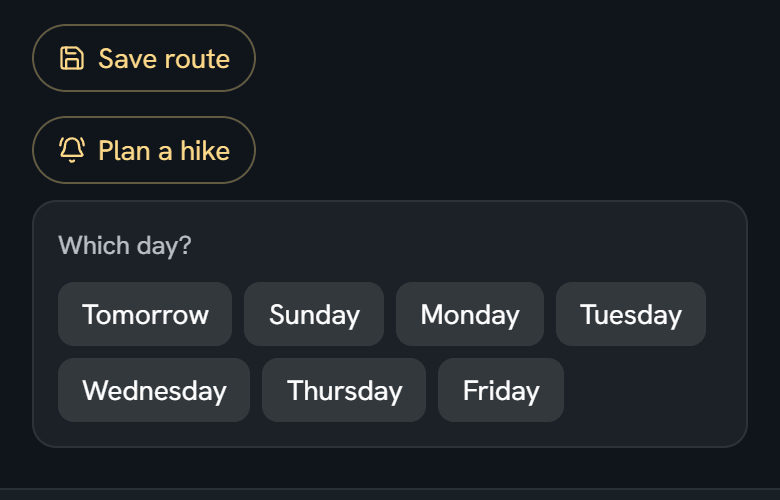 Save route
Plan a hike
Which day?
Tomorrow Sunday Monday Tuesday
Wednesday Thursday Friday